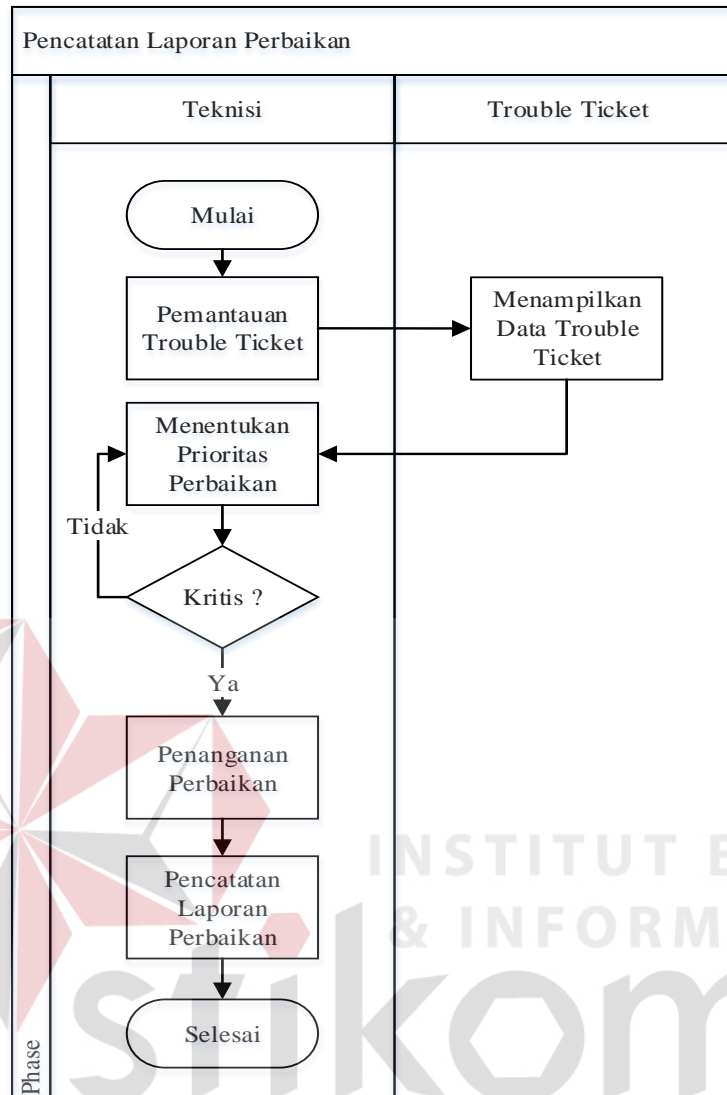 Pencatatan Laporan Perbaikan
Teknisi
Trouble Ticket
Mulai
Pemantauan
Trouble Ticket
Menampilkan
Data Trouble
Ticket
Menentukan
Prioritas
Perbaikan
Tidak
Kritis ?
Ya
Penanganan
Perbaikan
Pencatatan
Laporan
Perbaikan
Selesai
Phase
INSTITUT B
& INFORM
stikom